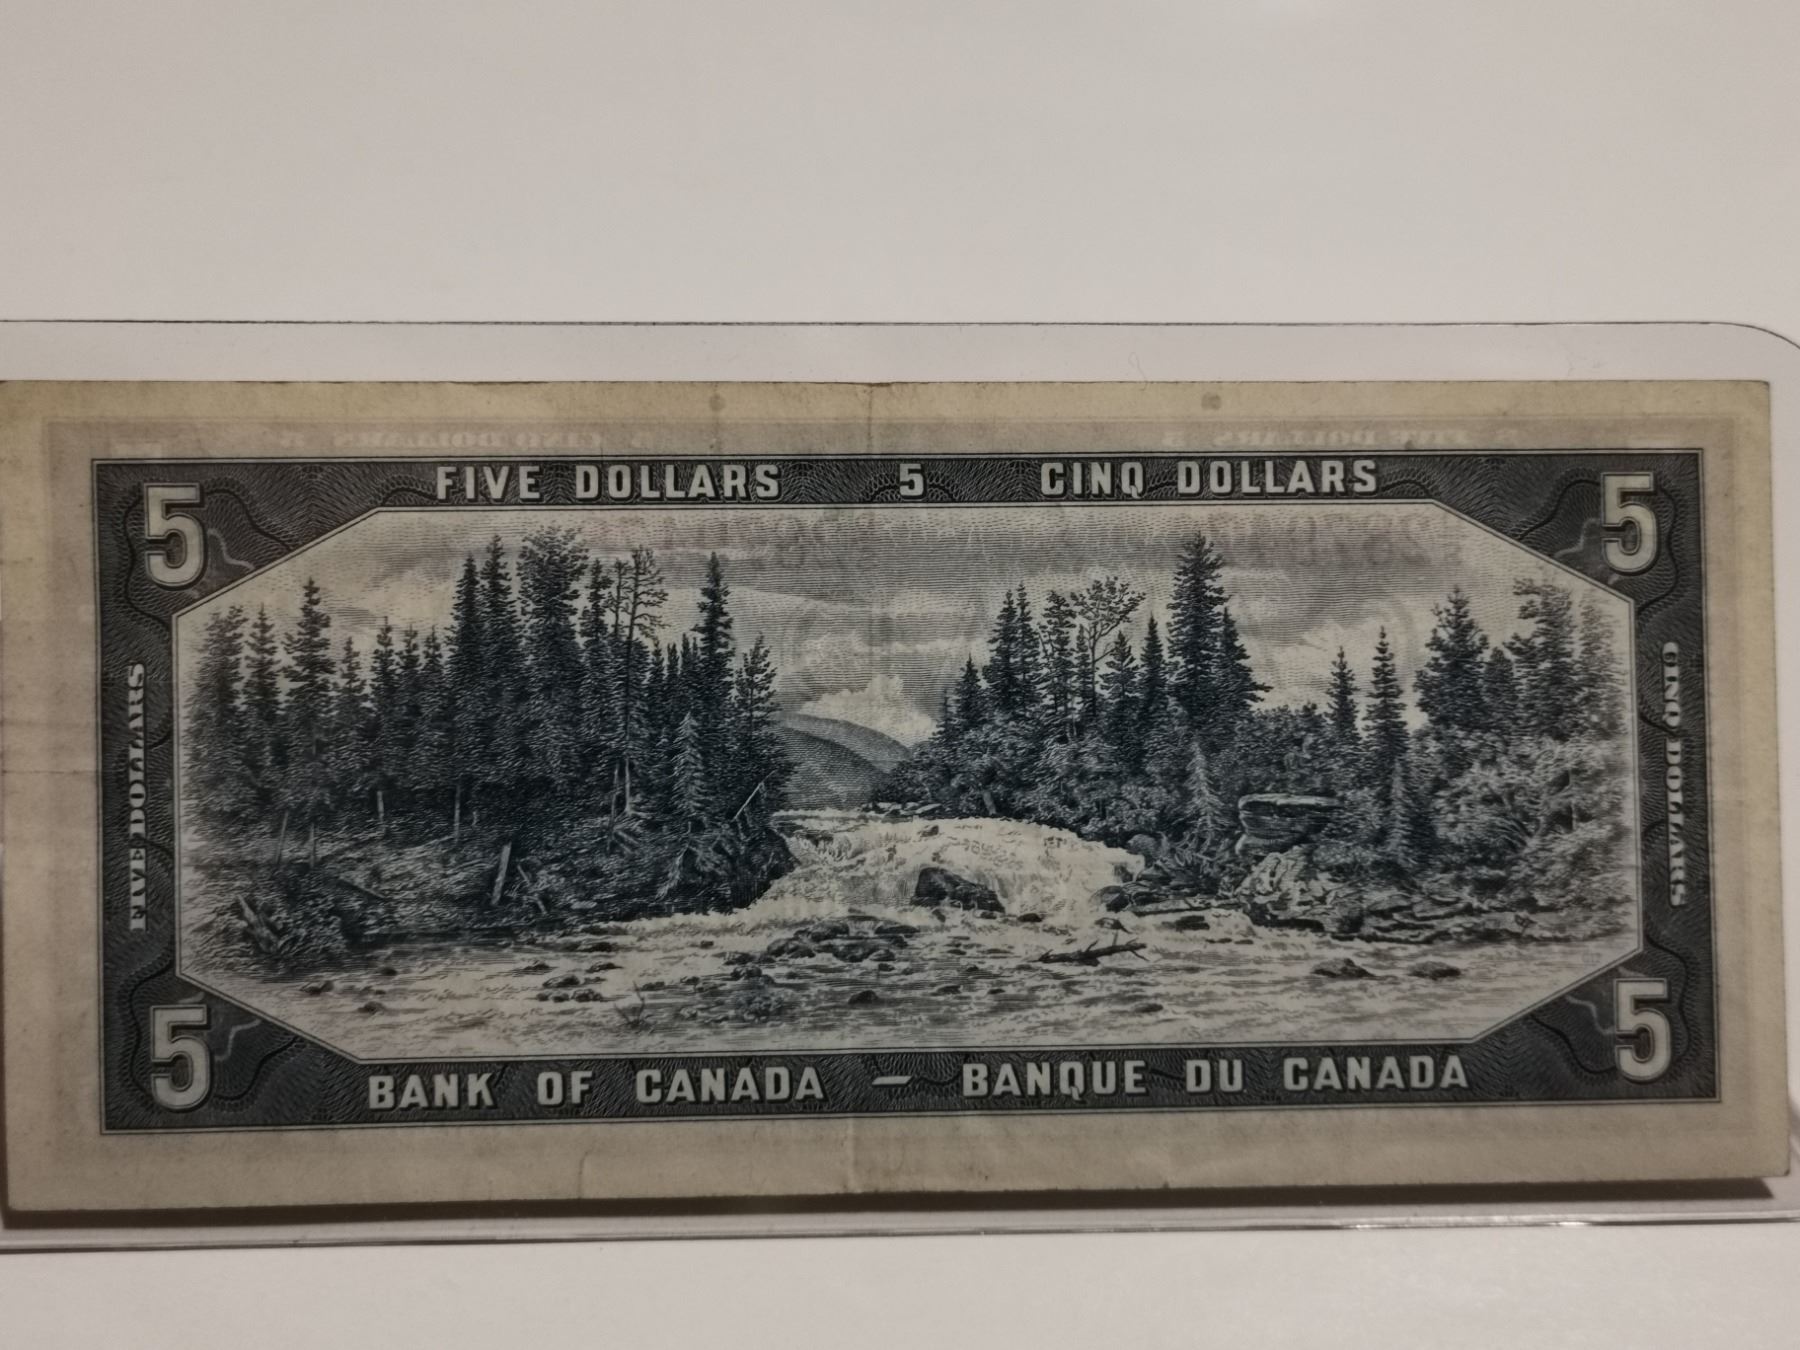 FIVE DOLLARS 5 CINQ DOLLARS
5 5
FIVE DOLLARS
CINQ DOLLARS
5 5
BANK OF CANADA – BANQUE DU CANADA